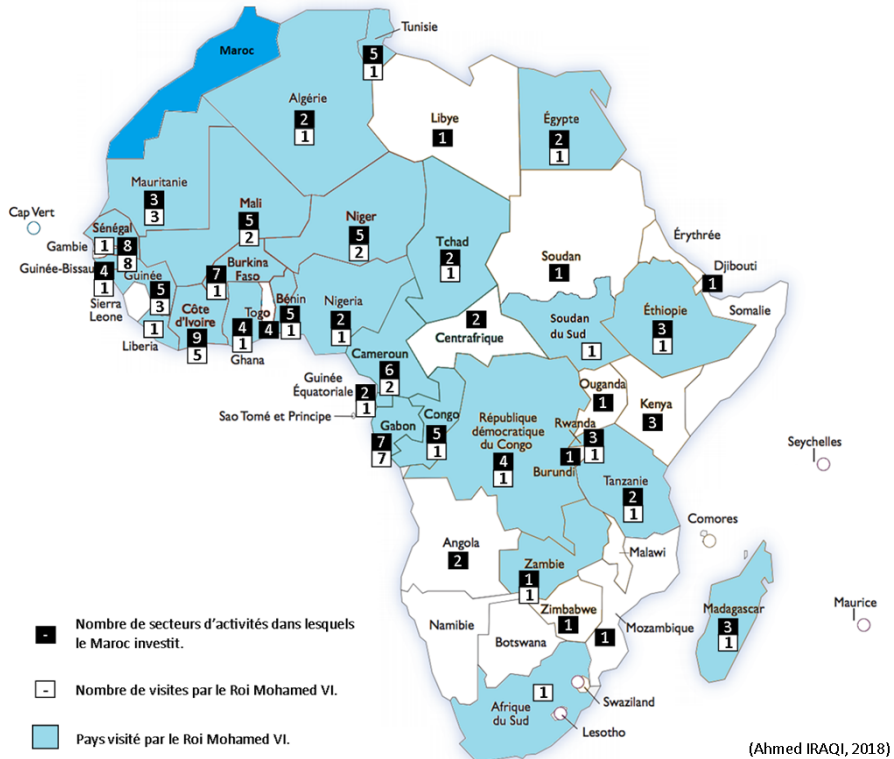 Maroc
Tunisie
5
1
Algérie
2
1
Libye
1
Égypte
2
1
Mauritanie
3
3
Mali
5
2
Niger
5
2
Tchad
2
1
Soudan
1
Érythrée
Djibouti
1
Cap Vert
Sénégal
8
8
Gambie
1
Guinée-Bissau
4
1
Guinée
5
3
Sierra
Leone
Liberia
1
Côte
d'Ivoire
9
5
Burkina
Faso
7
1
Ghana
4
1
Togo
4
Bénin
5
1
Nigeria
2
1
Cameroun
6
2
2
Centrafrique
Soudan
du Sud
1
Éthiopie
3
1
Somalie
Guinée
Équatoriale
2
1
Sao Tomé et Principe
Gabon
7
7
Congo
5
1
République
démocratique
du Congo
4
1
Ouganda
1
Kenya
3
Rwanda
3
1
Burundi
1
Tanzanie
2
1
Seychelles
Comores
Angola
2
Zambie
1
1
Malawi
Mozambique
1
Zimbabwe
1
Madagascar
3
1
Maurice
Namibie
Botswana
Afrique
du Sud
1
Swaziland
Lesotho
-
Nombre de secteurs d'activités dans lesquels
le Maroc investit.
-
Nombre de visites par le Roi Mohamed VI.
Pays visité par le Roi Mohamed VI.
(Ahmed IRAQI, 2018)